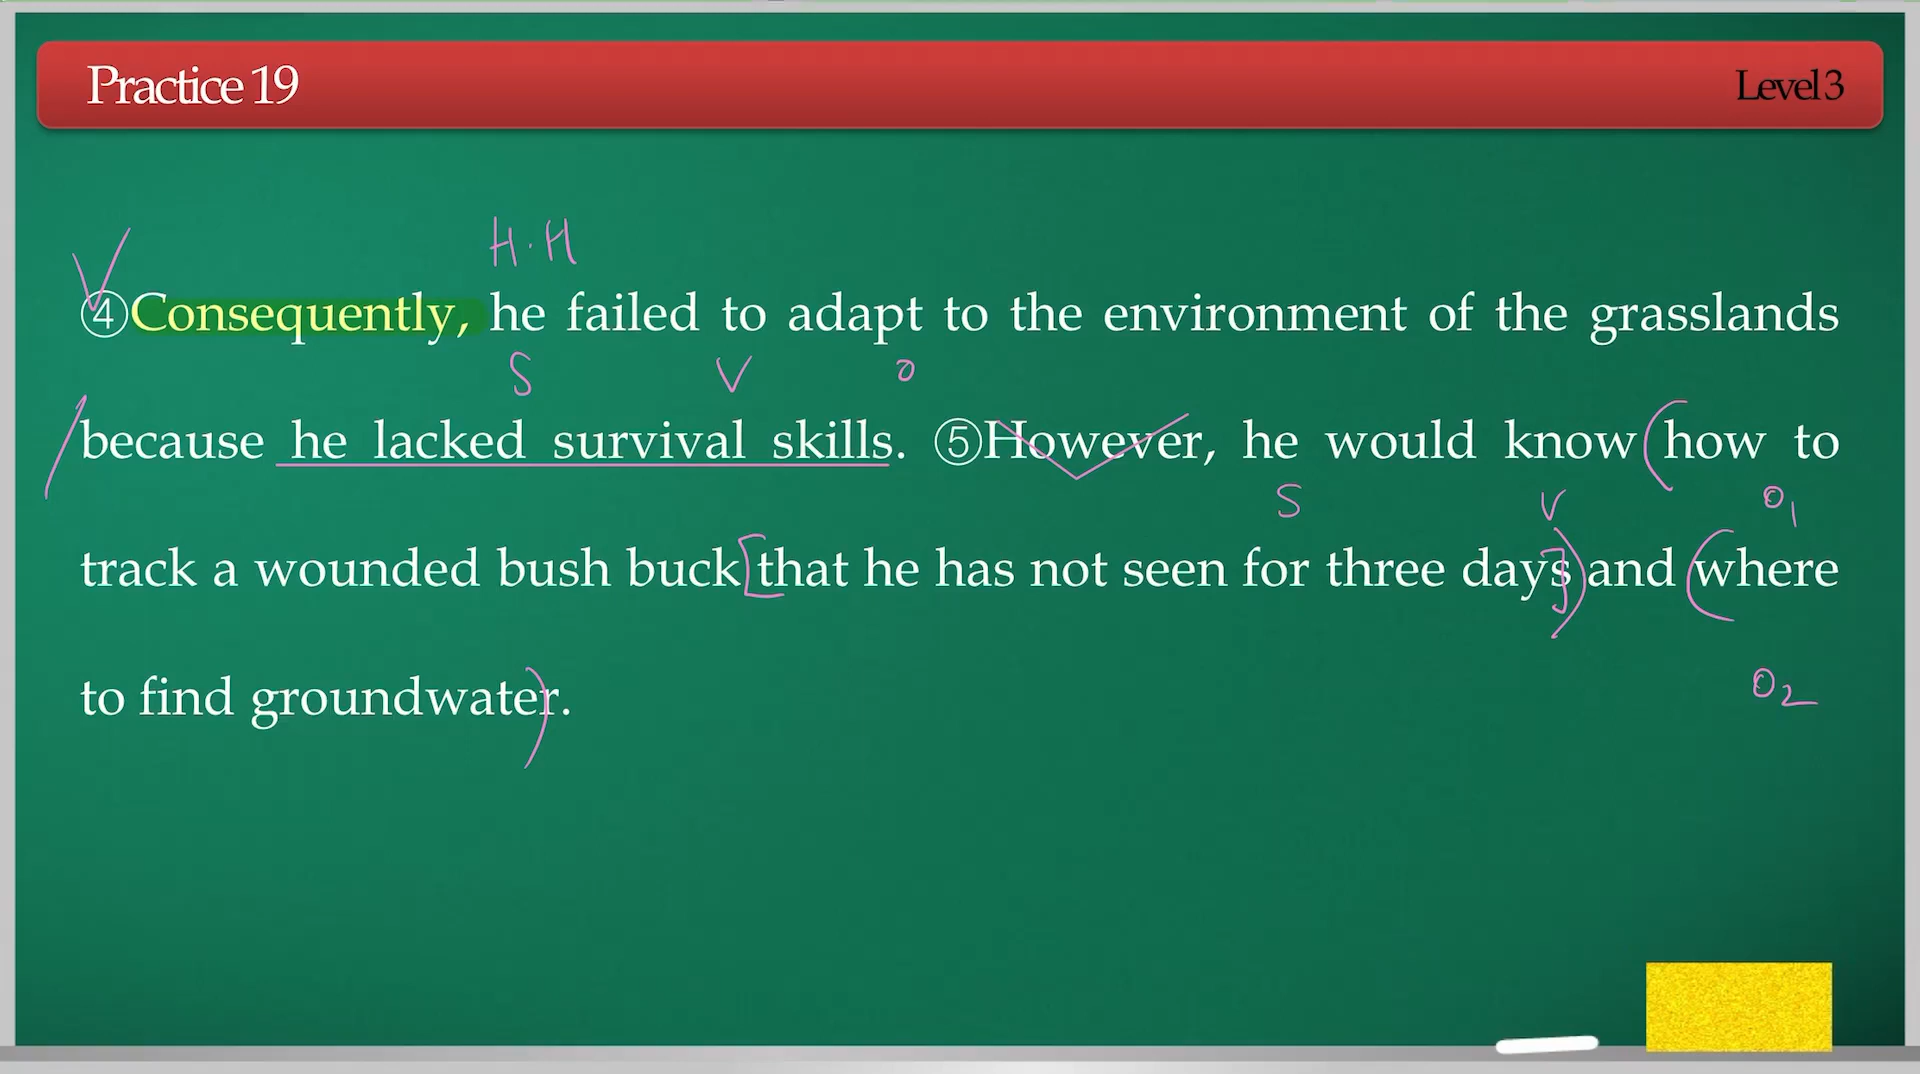 Practice 19
Level 3
H.H
④Consequently, he failed to adapt to the environment of the grasslands
S V O
because he lacked survival skills. ⑤However, he would know (how to
S V O1
track a wounded bush buck [that he has not seen for three days]) and (where
to find groundwater).
O2